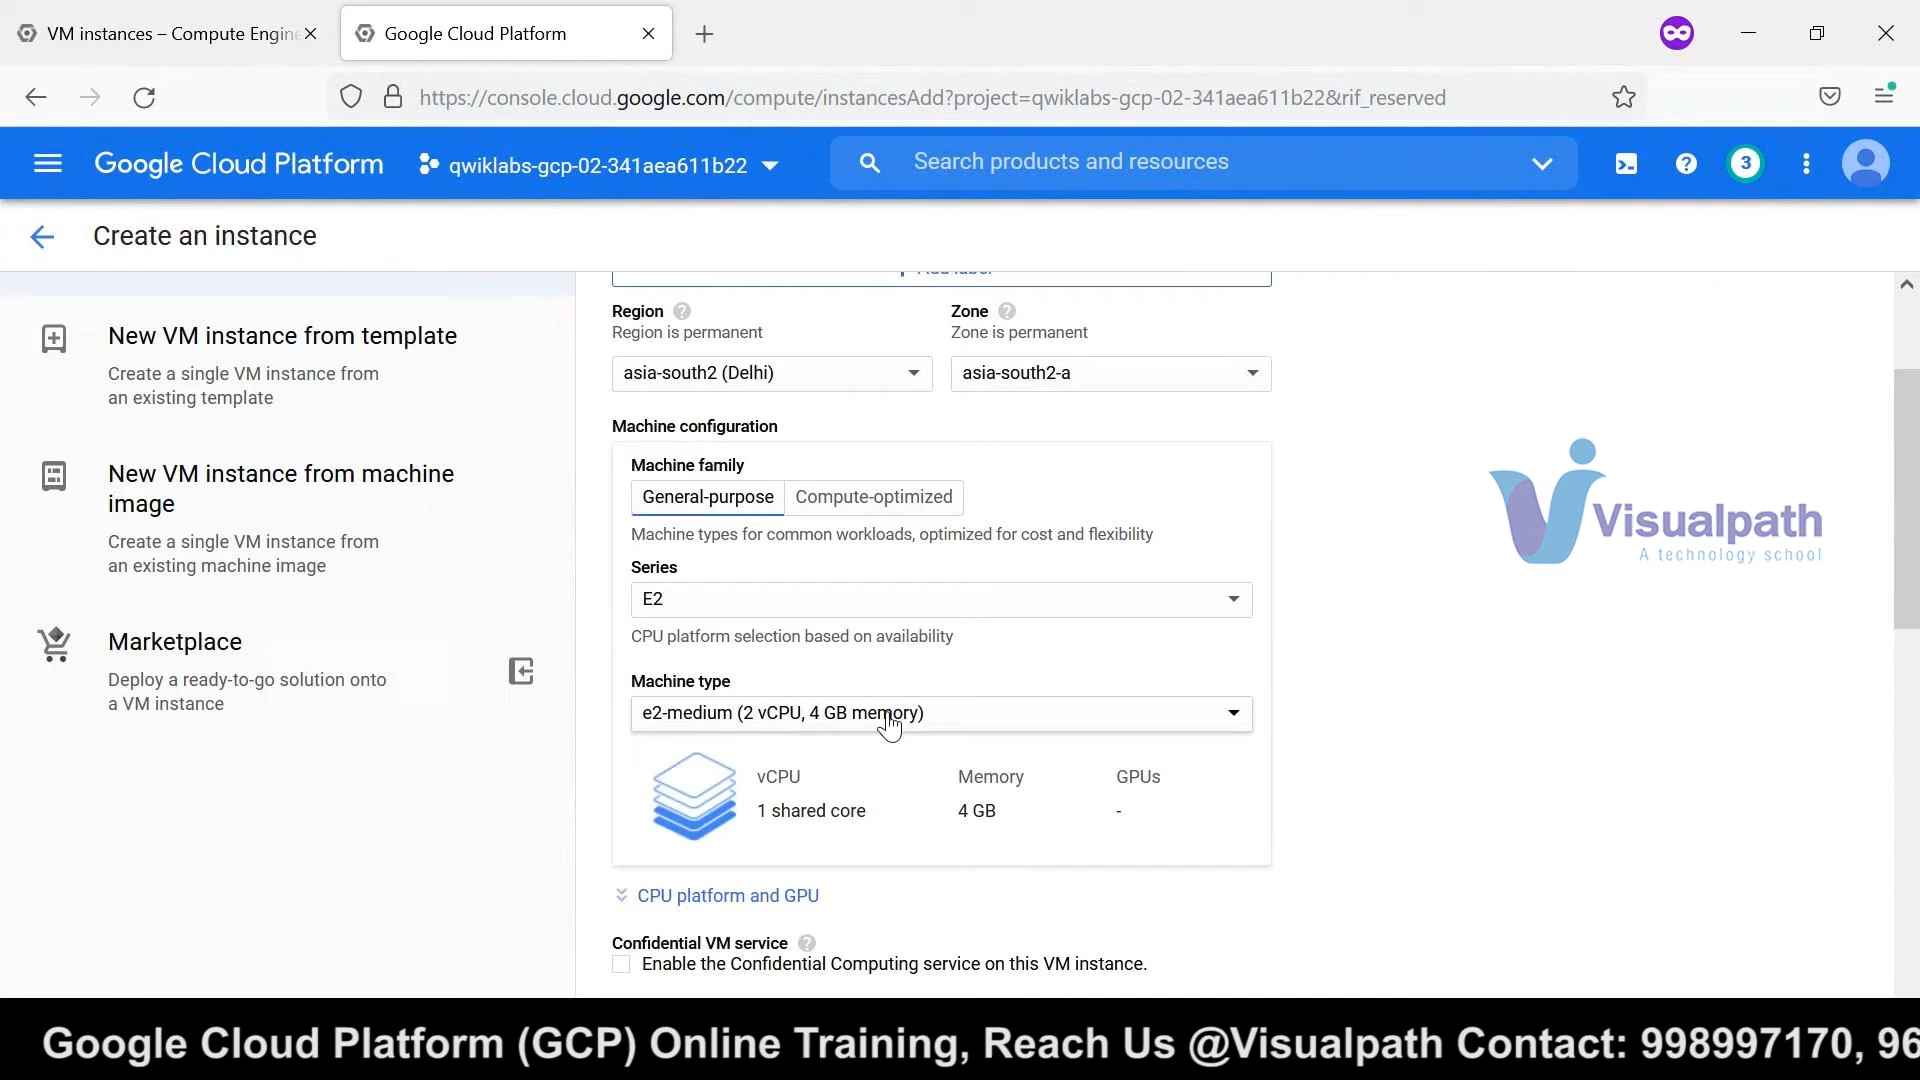 VM instances – Compute Engin
Google Cloud Platform
https://console.cloud.google.com/compute/instancesAdd?project=qwiklabs-gcp-02-341aea611b22&rif_reserved
Google Cloud Platform
qwiklabs-gcp-02-341aea611b22
Search products and resources
3
Create an instance
New VM instance from template
Create a single VM instance from
an existing template
New VM instance from machine
image
Create a single VM instance from
an existing machine image
Marketplace
Deploy a ready-to-go solution onto
a VM instance
Add label
Region
Region is permanent
asia-south2 (Delhi)
Zone
Zone is permanent
asia-south2-a
Machine configuration
Machine family
General-purpose
Compute-optimized
Machine types for common workloads, optimized for cost and flexibility
Series
E2
CPU platform selection based on availability
Machine type
e2-medium (2 vCPU, 4 GB memory)
vCPU
Memory
GPUs
1 shared core
4 GB
-
CPU platform and GPU
Confidential VM service
Enable the Confidential Computing service on this VM instance.
Visualpath
A technology school
Google Cloud Platform (GCP) Online Training, Reach Us @Visualpath Contact: 998997170, 96